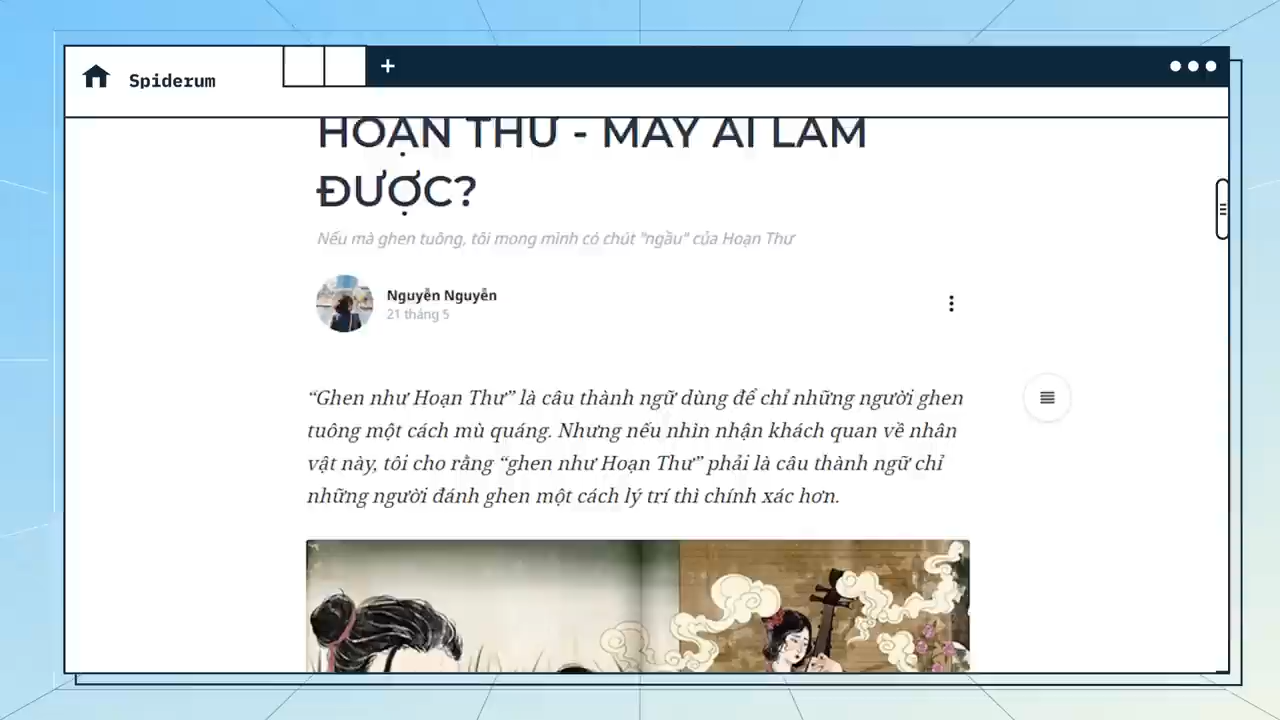 Spiderum
HOẠN THƯ - MẤY AI LÀM
ĐƯỢC?
Nếu mà ghen tuông, tôi mong mình có chút "ngầu" của Hoạn Thư
Nguyễn Nguyễn
21 tháng 5
“Ghen như Hoạn Thư” là câu thành ngữ dùng để chỉ những người ghen
tuông một cách mù quáng. Nhưng nếu nhìn nhận khách quan về nhân
vật này, tôi cho rằng “ghen như Hoạn Thư” phải là câu thành ngữ chỉ
những người đánh ghen một cách lý trí thì chính xác hơn.